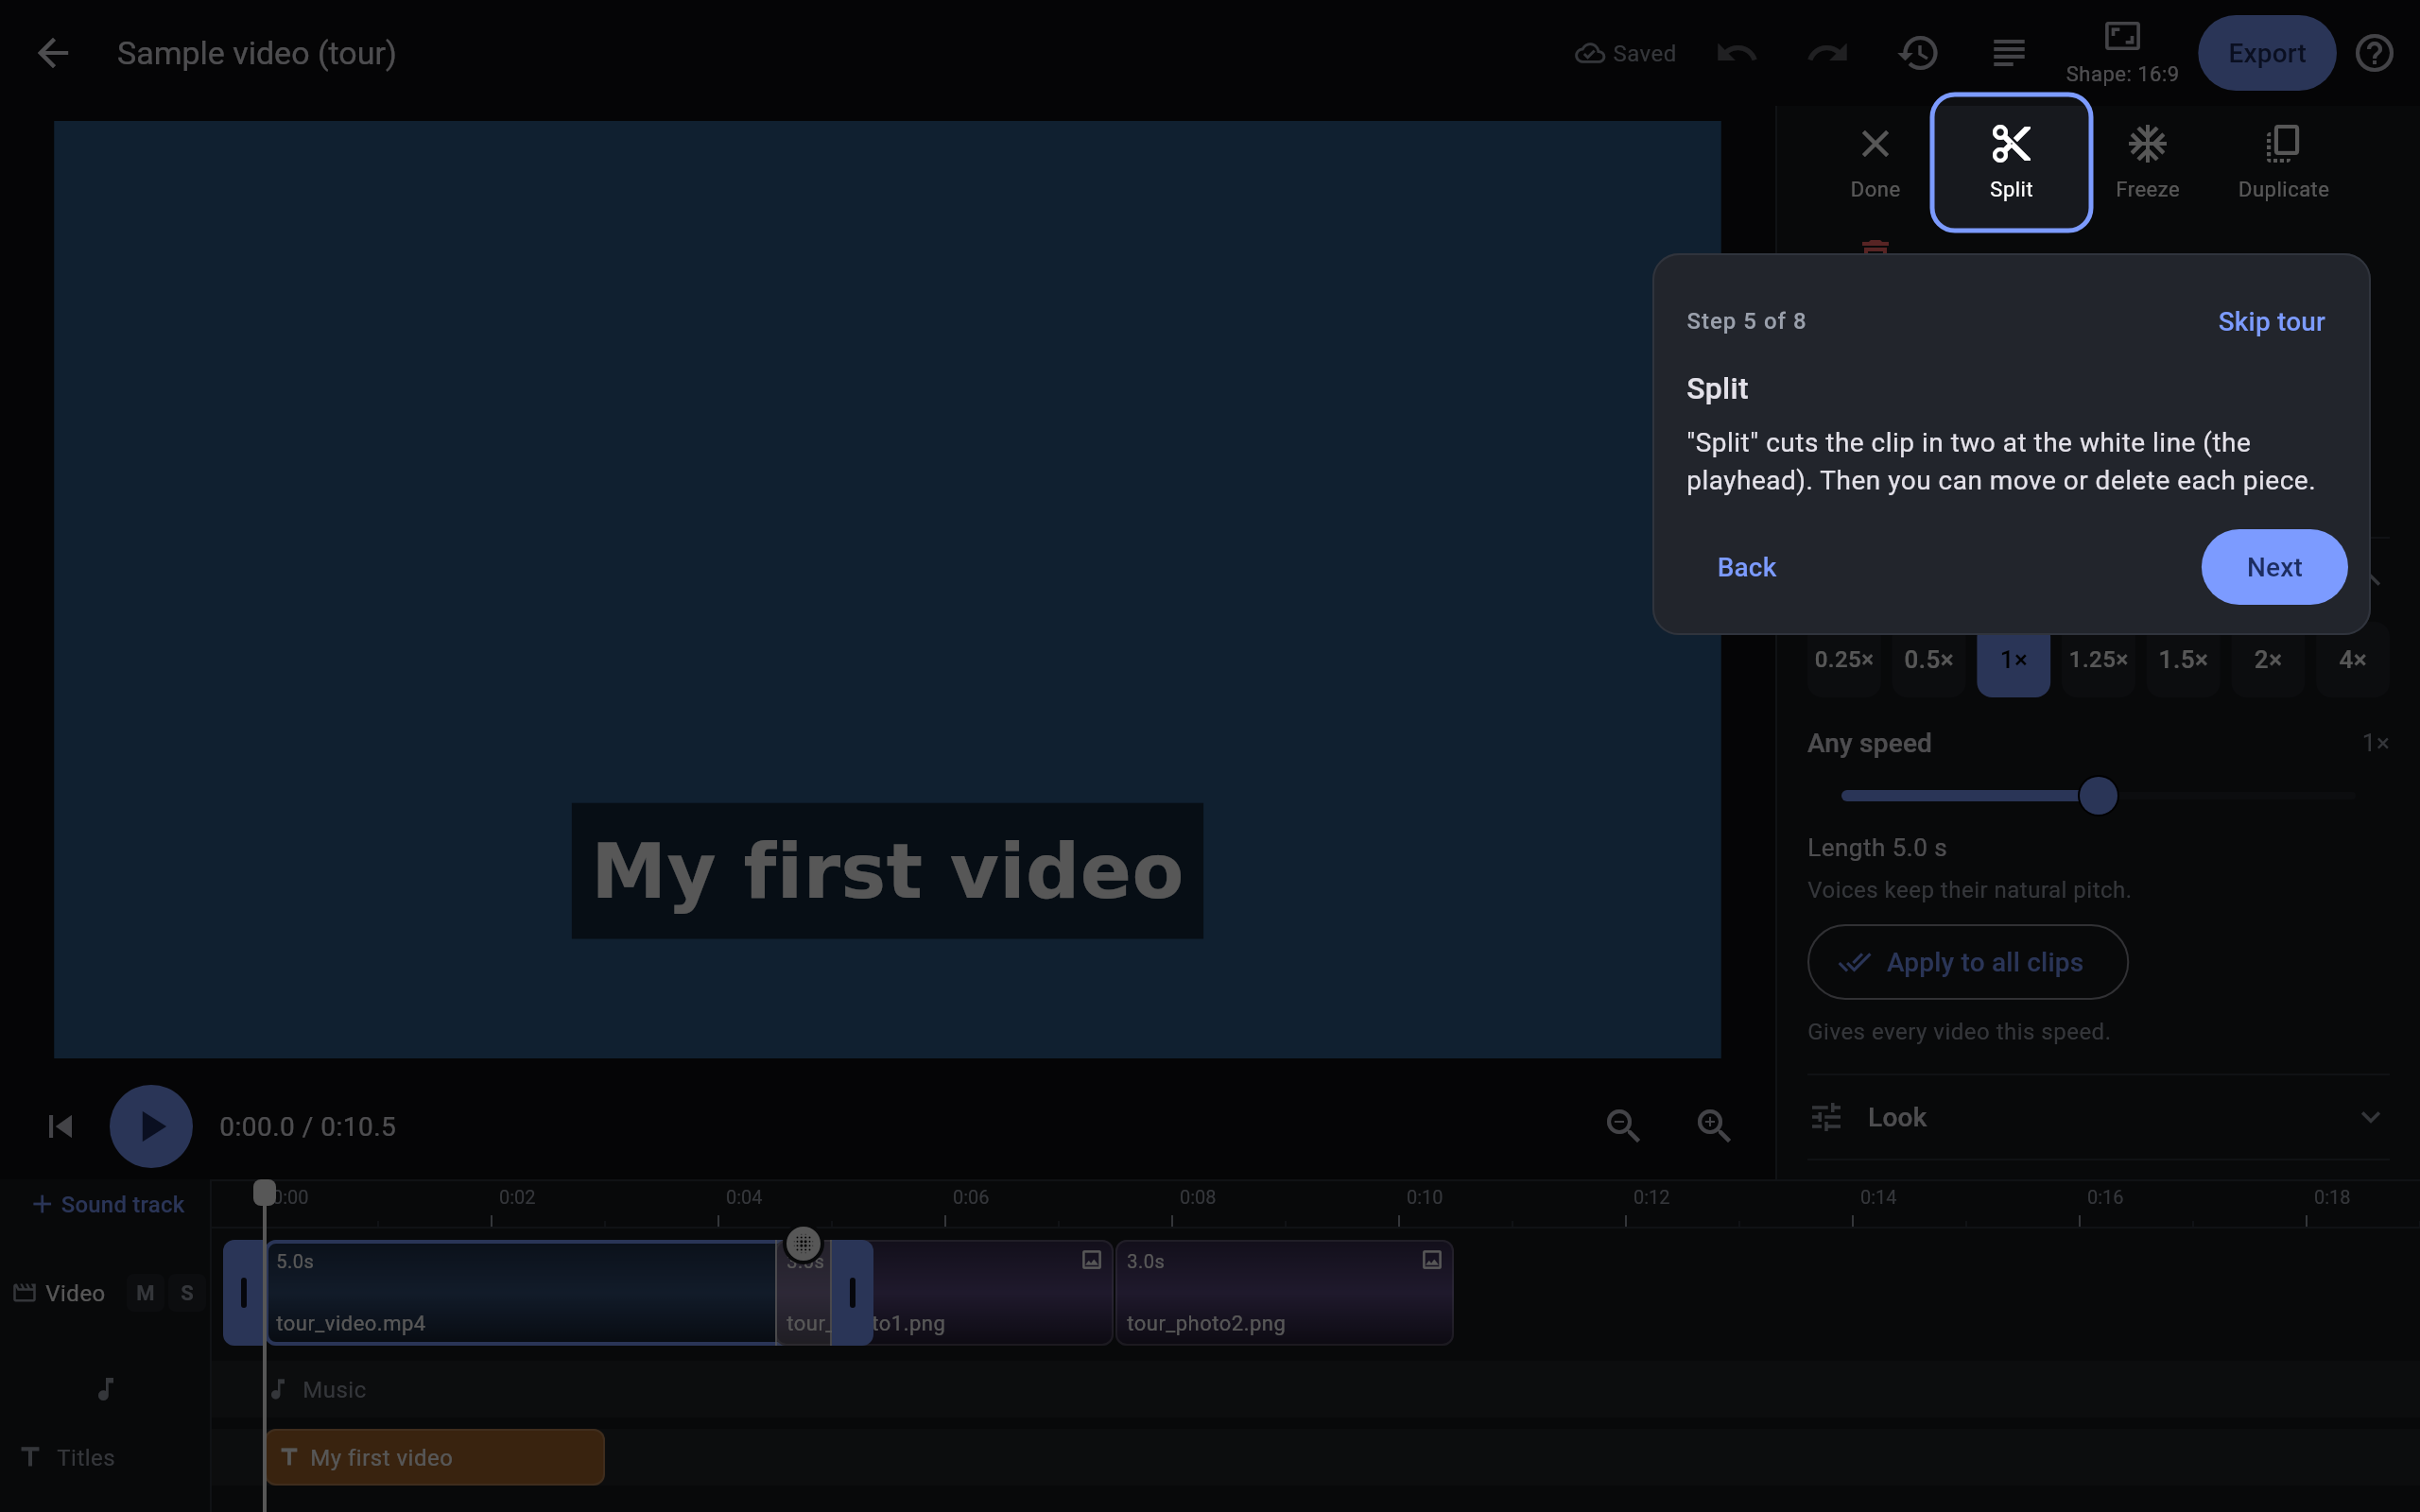 Sample video (tour)
Saved
Shape: 16:9
Export
Done
Split
Freeze
Duplicate
Step 5 of 8
Skip tour
Split
"Split" cuts the clip in two at the white line (the
playhead). Then you can move or delete each piece.
Back
Next
My first video
0.25× 0.5× 1× 1.25× 1.5× 2× 4×
Any speed 1×
Length 5.0 s
Voices keep their natural pitch.
Apply to all clips
Gives every video this speed.
Look
0:00.0 / 0:10.5
+ Sound track
0:00 0:02 0:04 0:06 0:08 0:10 0:12 0:14 0:16 0:18
Video M S
5.0s
tour_video.mp4
3.0s
tour_ to1.png
3.0s
tour_photo2.png
Music
Titles
My first video